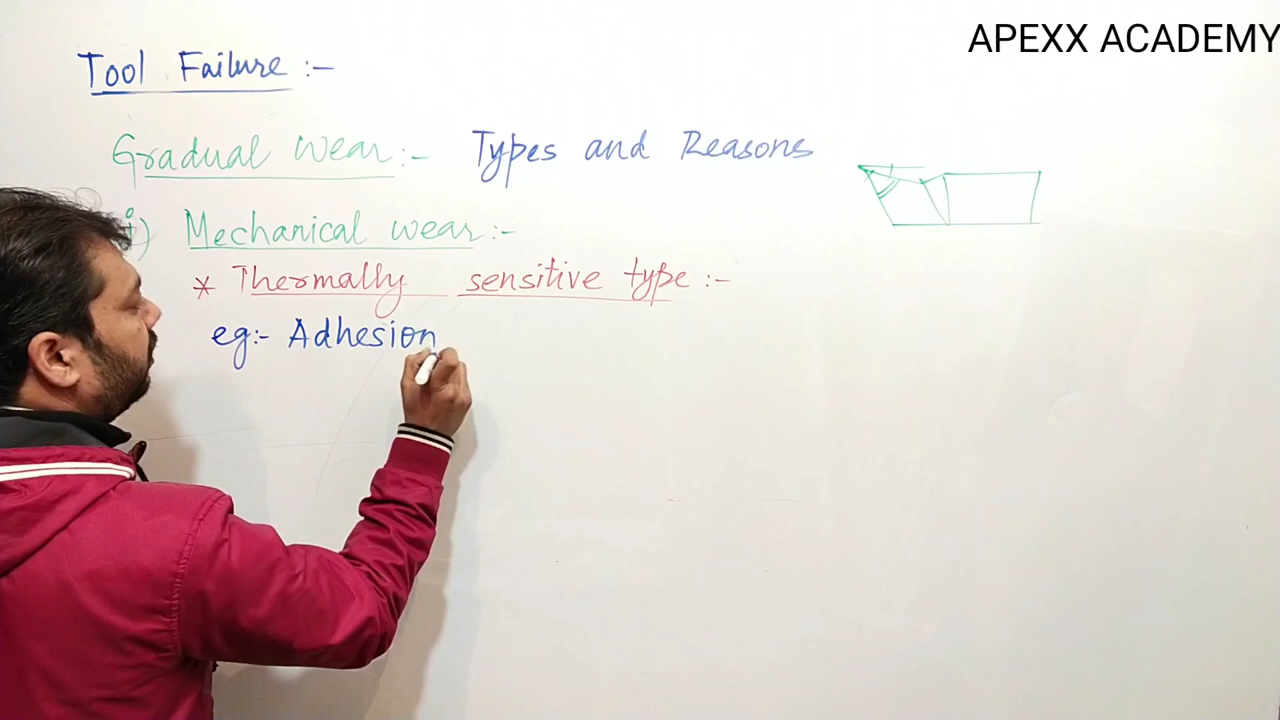 APEXX ACADEMY
Tool Failure :-
Gradual wear :- Types and Reasons
i) Mechanical wear :-
* Thermally sensitive type :-
eg:- Adhesion